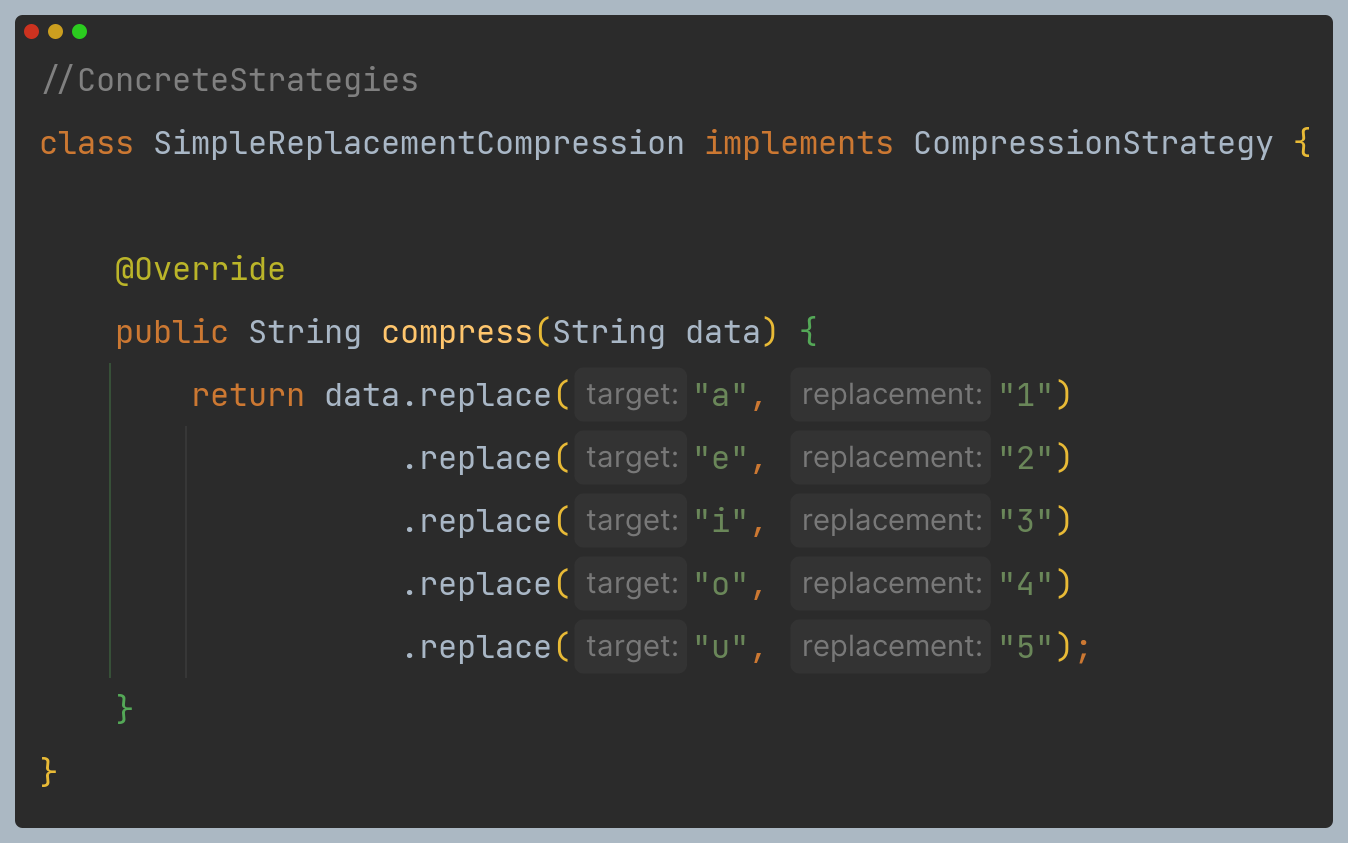 //ConcreteStrategies
class SimpleReplacementCompression implements CompressionStrategy {
@Override
public String compress(String data) {
return data.replace( target: "a", replacement: "1")
.replace( target: "e", replacement: "2")
.replace( target: "i", replacement: "3")
.replace( target: "o", replacement: "4")
.replace( target: "u", replacement: "5");
}
}